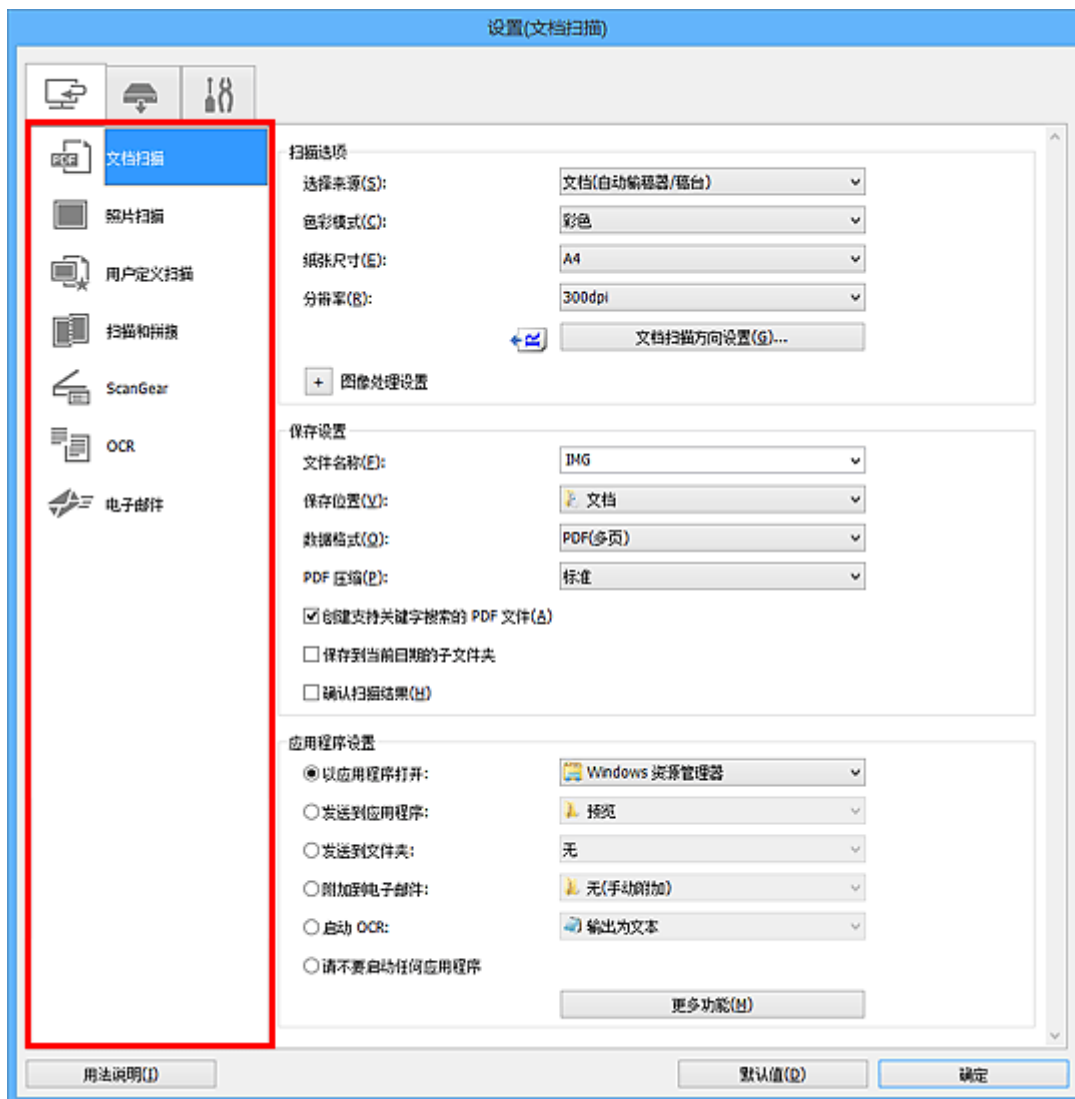 设置(文档扫描)
文档扫描
照片扫描
用户定义扫描
扫描和拼接
ScanGear
OCR
电子邮件
扫描选项
选择来源(S): 文档(自动输稿器/稿台)
色彩模式(C): 彩色
纸张尺寸(E): A4
分辨率(R): 300dpi
文档扫描方向设置(G)...
+ 图像处理设置
保存设置
文件名称(F): IMG
保存位置(V): 文档
数据格式(O): PDF(多页)
PDF 压缩(P): 标准
创建支持关键字搜索的 PDF 文件(A)
保存到当前日期的子文件夹
确认扫描结果(H)
应用程序设置
以应用程序打开: Windows 资源管理器
发送到应用程序: 预览
发送到文件夹: 无
附加到电子邮件: 无(手动附加)
启动 OCR: 输出为文本
请不要启动任何应用程序
更多功能(M)
用法说明(I) 默认值(D) 确定